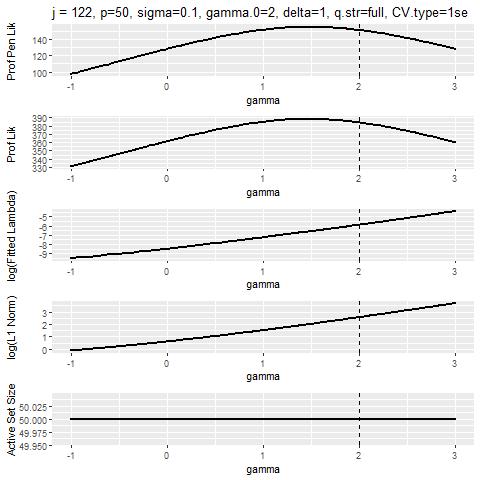 j = 122, p=50, sigma=0.1, gamma.0=2, delta=1, q.str=full, CV.type=1se
Prof Pen Lik
140
120
100
-1 0 1 2 3
gamma
Prof Lik
390
380
370
360
350
340
330
-1 0 1 2 3
gamma
log(Fitted Lambda)
-5
-6
-7
-8
-9
-1 0 1 2 3
gamma
log(L1 Norm)
3
2
1
0
-1 0 1 2 3
gamma
Active Set Size
50.025
50.000
49.975
49.950
-1 0 1 2 3
gamma